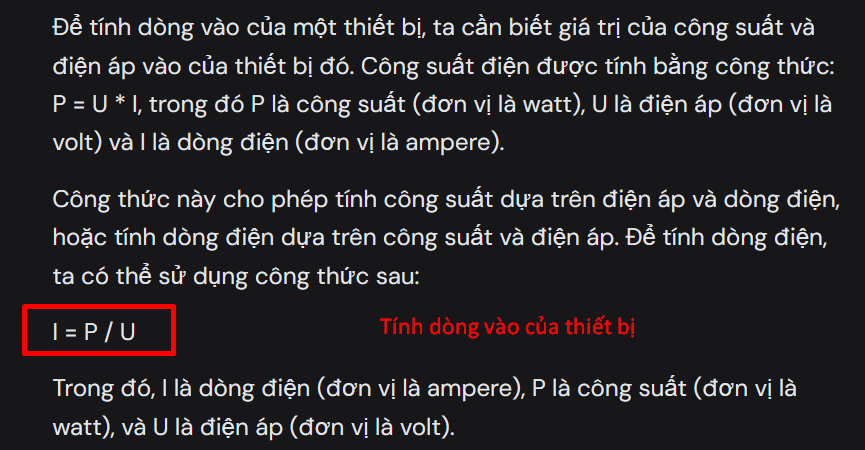 Để tính dòng vào của một thiết bị, ta cần biết giá trị của công suất và
điện áp vào của thiết bị đó. Công suất điện được tính bằng công thức:
P = U * I, trong đó P là công suất (đơn vị là watt), U là điện áp (đơn vị là
volt) và I là dòng điện (đơn vị là ampere).
Công thức này cho phép tính công suất dựa trên điện áp và dòng điện,
hoặc tính dòng điện dựa trên công suất và điện áp. Để tính dòng điện,
ta có thể sử dụng công thức sau:
I = P / U
Tính dòng vào của thiết bị
Trong đó, I là dòng điện (đơn vị là ampere), P là công suất (đơn vị là
watt), và U là điện áp (đơn vị là volt).